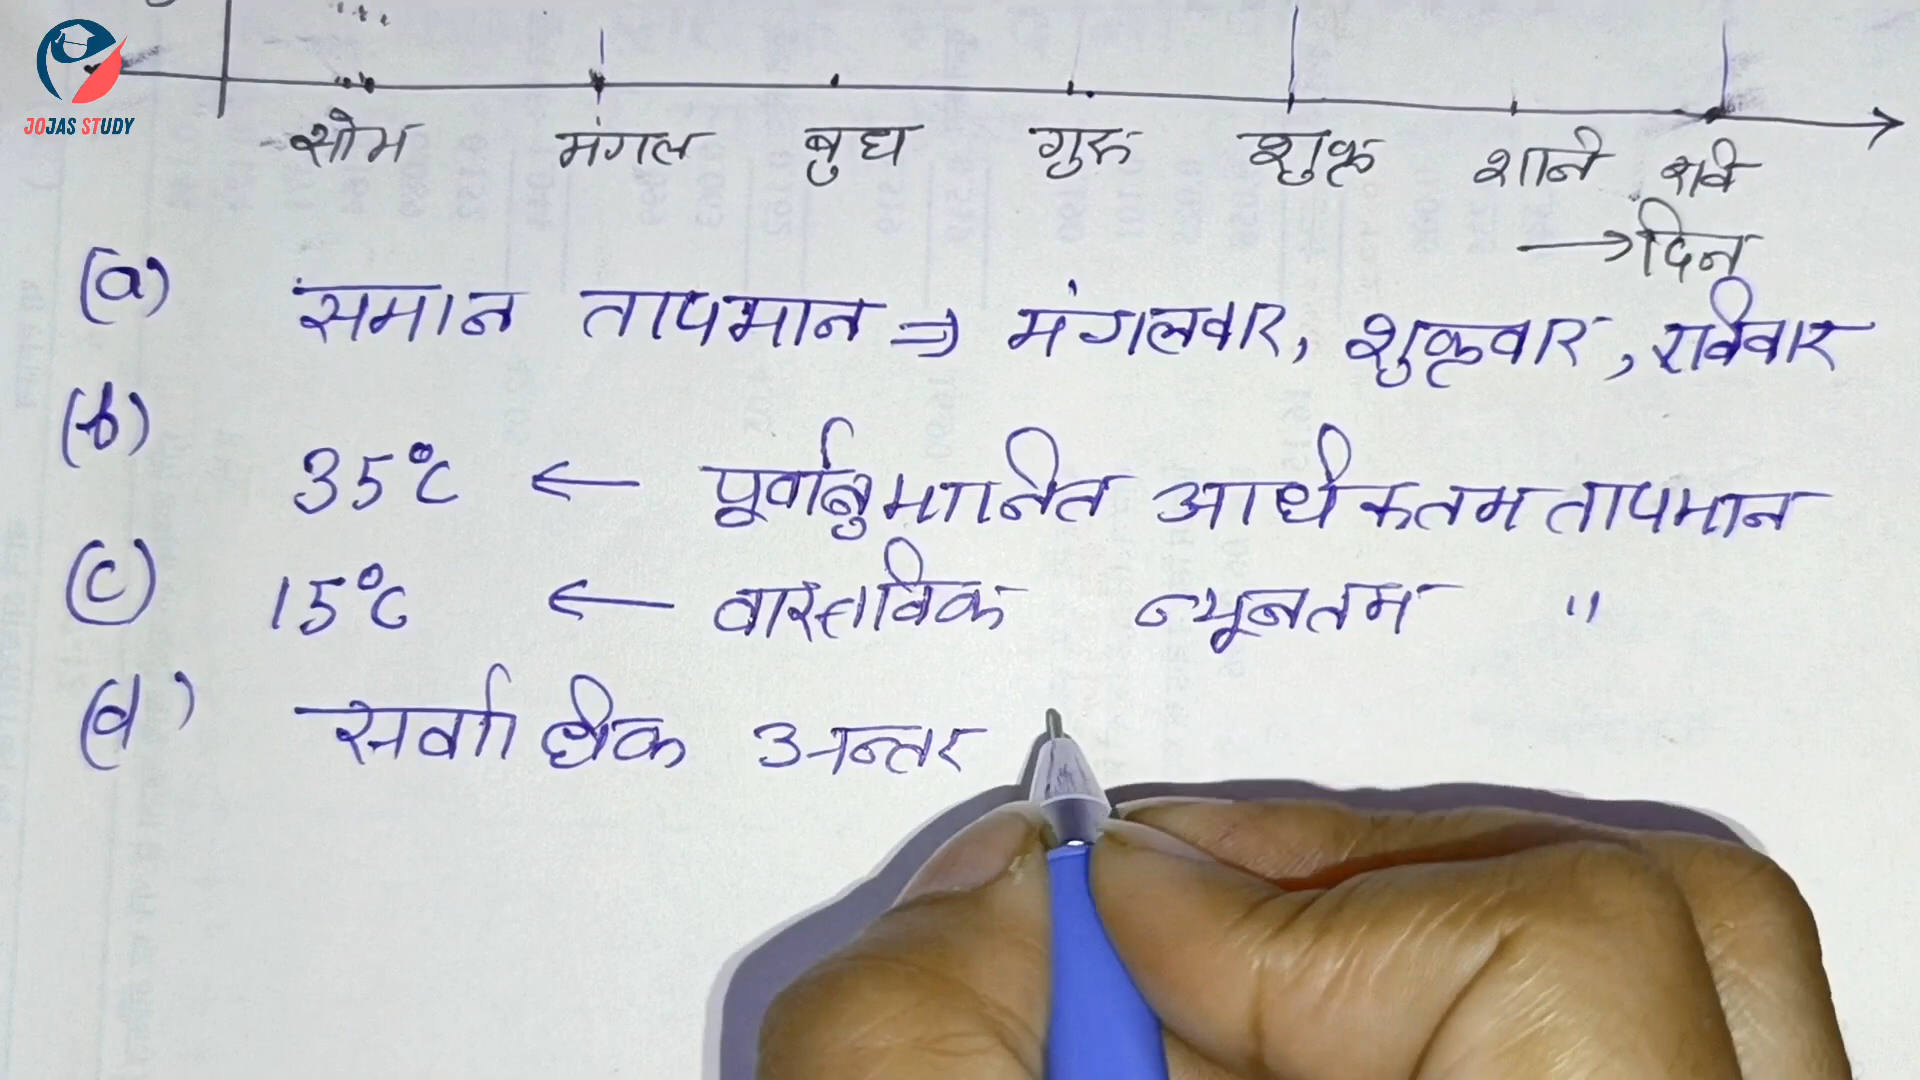 JOJAS STUDY
सोम मंगल बुध गुरु शुक्र शनि रवि
→ दिन
(a) समान तापमान ⇒ मंगलवार, शुक्रवार, रविवार
(b) 35°C ← पूर्वानुमानित अधिकतम तापमान
(c) 15°C ← वास्तविक न्यूनतम "
(d) सर्वाधिक अन्तर